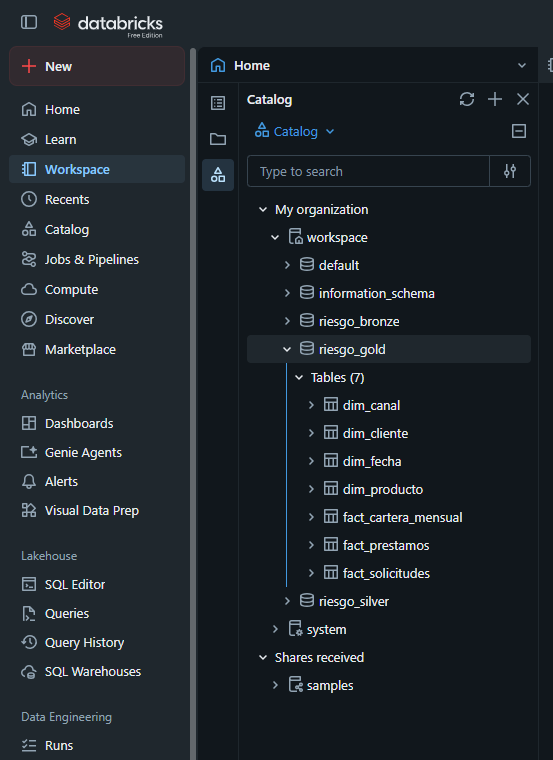 databricks
Free Edition
New
Home
Learn
Workspace
Recents
Catalog
Jobs & Pipelines
Compute
Discover
Marketplace
Analytics
Dashboards
Genie Agents
Alerts
Visual Data Prep
Lakehouse
SQL Editor
Queries
Query History
SQL Warehouses
Data Engineering
Runs
Home
Catalog
Catalog
Type to search
My organization
workspace
default
information_schema
riesgo_bronze
riesgo_gold
Tables (7)
dim_canal
dim_cliente
dim_fecha
dim_producto
fact_cartera_mensual
fact_prestamos
fact_solicitudes
riesgo_silver
system
Shares received
samples